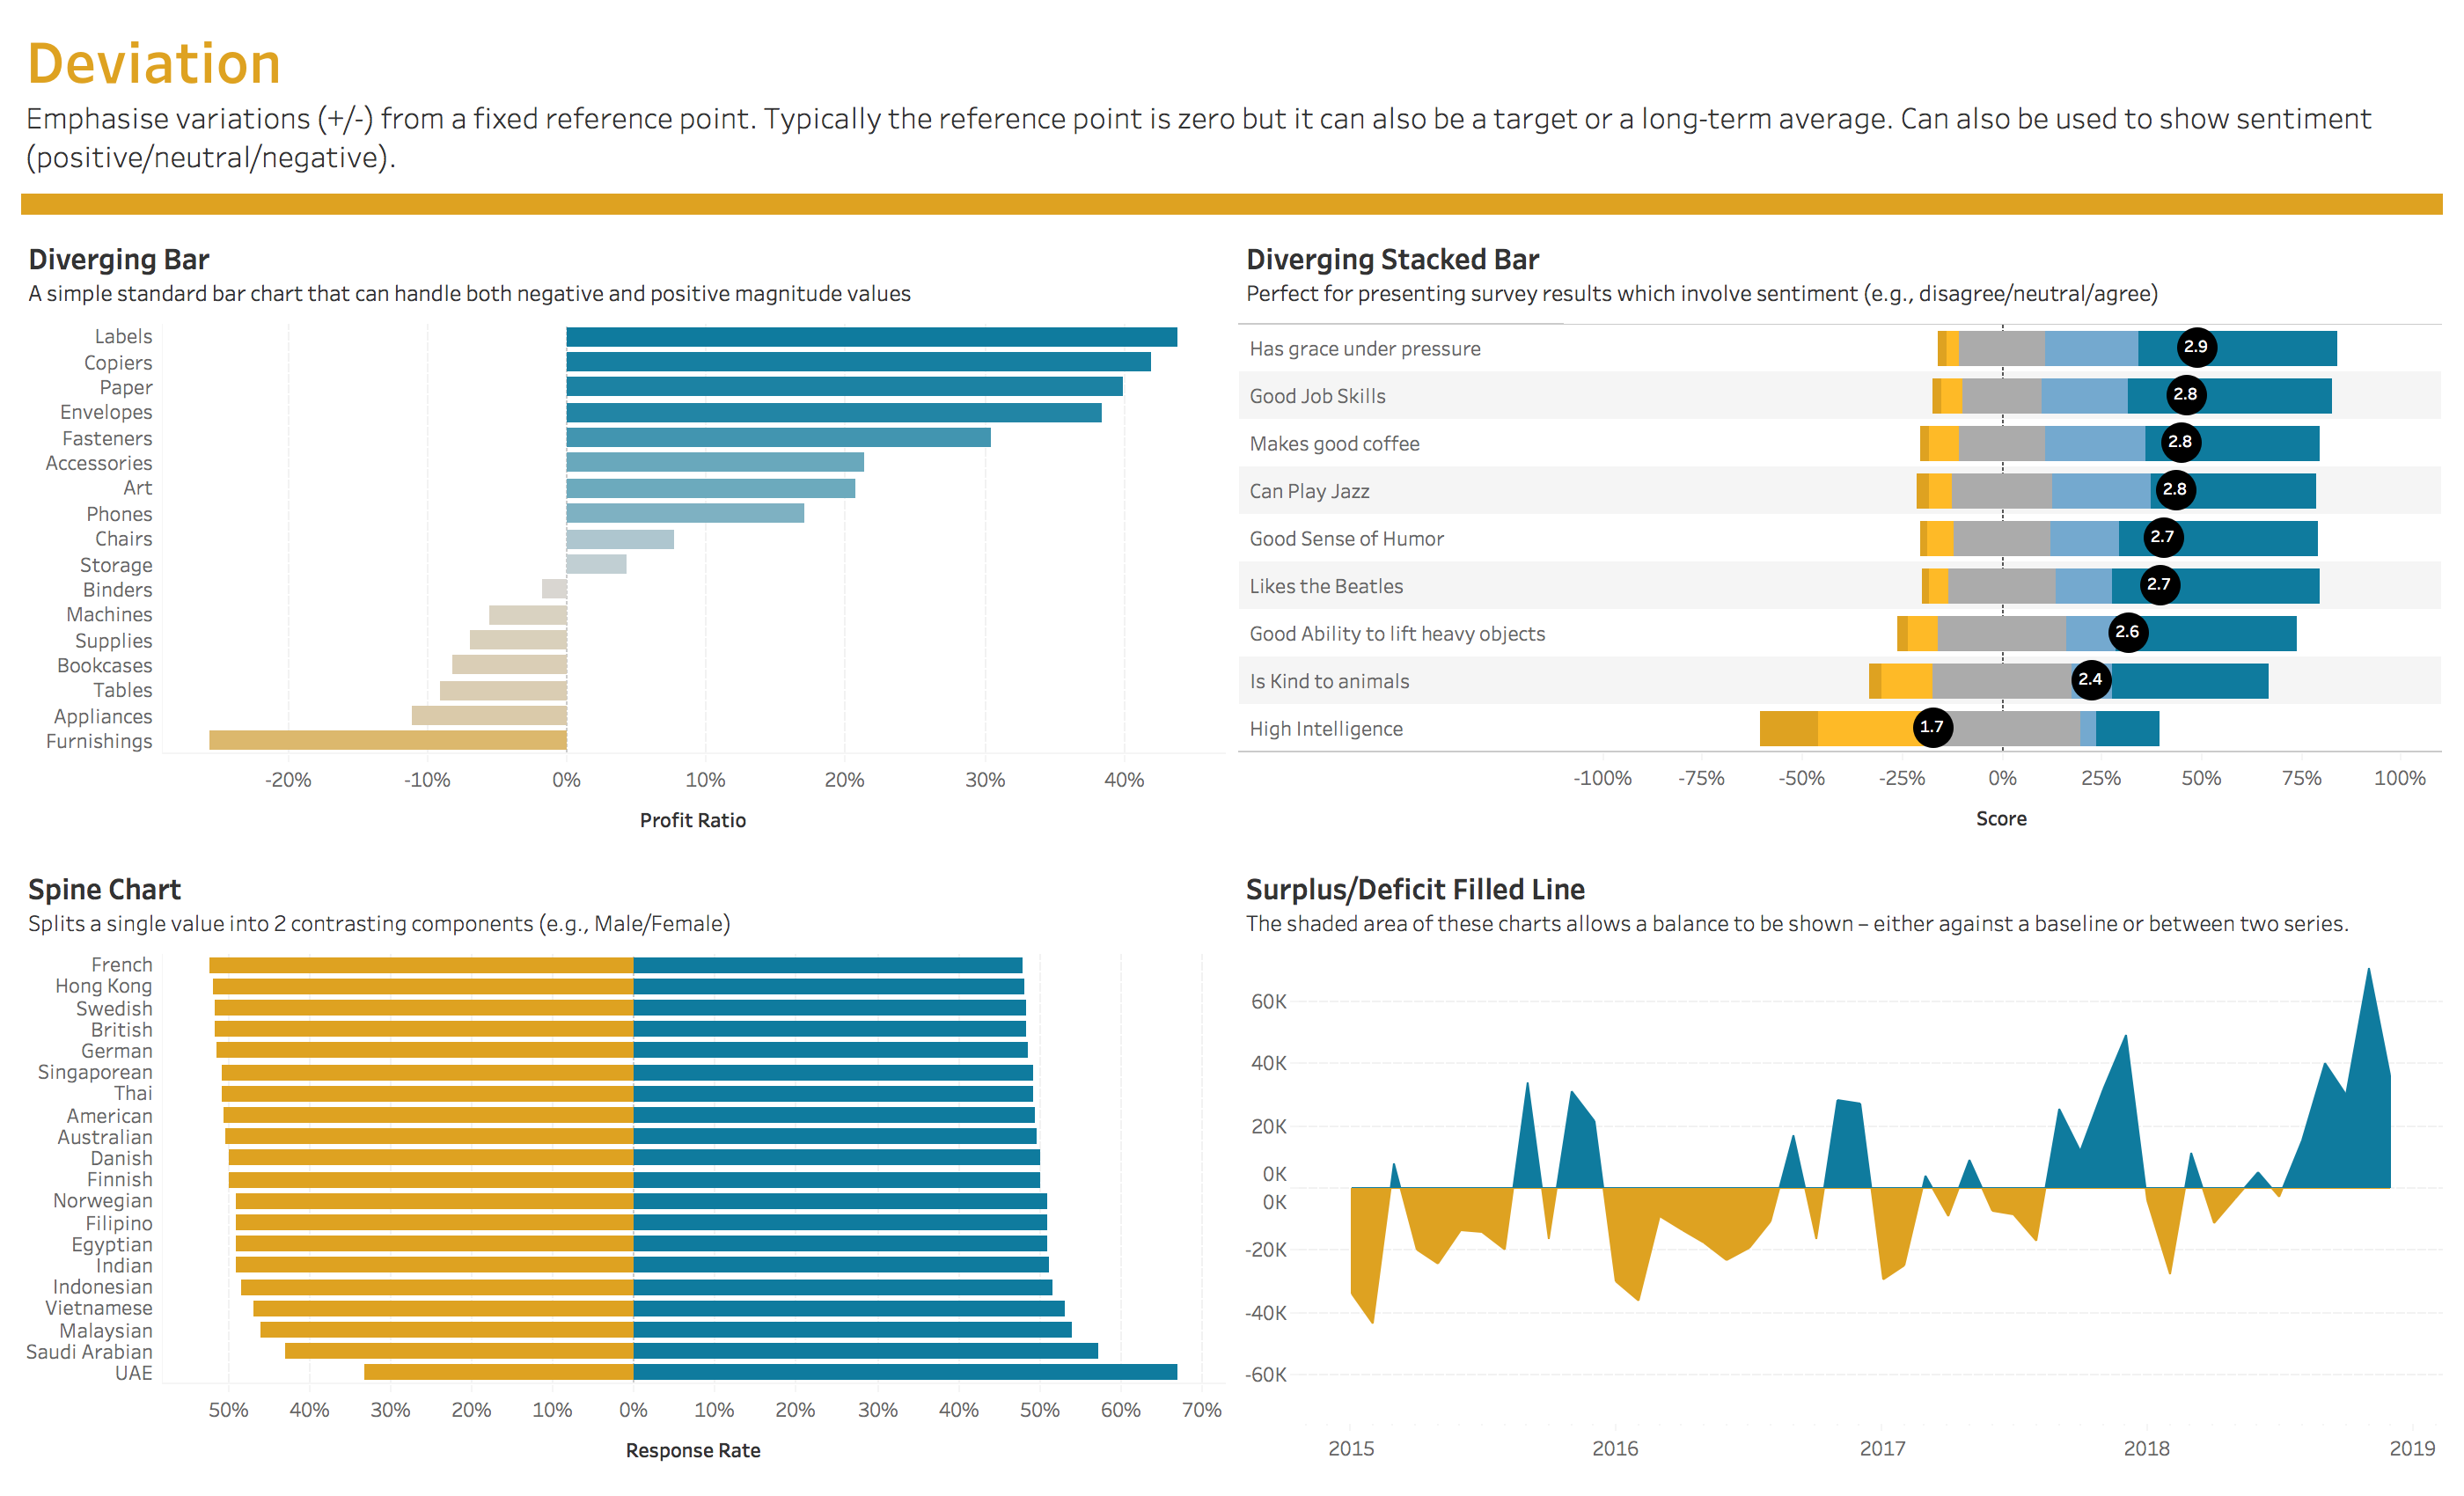 Deviation
Emphasise variations (+/-) from a fixed reference point. Typically the reference point is zero but it can also be a target or a long-term average. Can also be used to show sentiment
(positive/neutral/negative).
Diverging Bar
A simple standard bar chart that can handle both negative and positive magnitude values
Labels
Copiers
Paper
Envelopes
Fasteners
Accessories
Art
Phones
Chairs
Storage
Binders
Machines
Supplies
Bookcases
Tables
Appliances
Furnishings
-20% -10% 0% 10% 20% 30% 40%
Profit Ratio
Diverging Stacked Bar
Perfect for presenting survey results which involve sentiment (e.g., disagree/neutral/agree)
Has grace under pressure 2.9
Good Job Skills 2.8
Makes good coffee 2.8
Can Play Jazz 2.8
Good Sense of Humor 2.7
Likes the Beatles 2.7
Good Ability to lift heavy objects 2.6
Is Kind to animals 2.4
High Intelligence 1.7
-100% -75% -50% -25% 0% 25% 50% 75% 100%
Score
Spine Chart
Splits a single value into 2 contrasting components (e.g., Male/Female)
French
Hong Kong
Swedish
British
German
Singaporean
Thai
American
Australian
Danish
Finnish
Norwegian
Filipino
Egyptian
Indian
Indonesian
Vietnamese
Malaysian
Saudi Arabian
UAE
50% 40% 30% 20% 10% 0% 10% 20% 30% 40% 50% 60% 70%
Response Rate
Surplus/Deficit Filled Line
The shaded area of these charts allows a balance to be shown – either against a baseline or between two series.
60K
40K
20K
0K
0K
-20K
-40K
-60K
2015 2016 2017 2018 2019